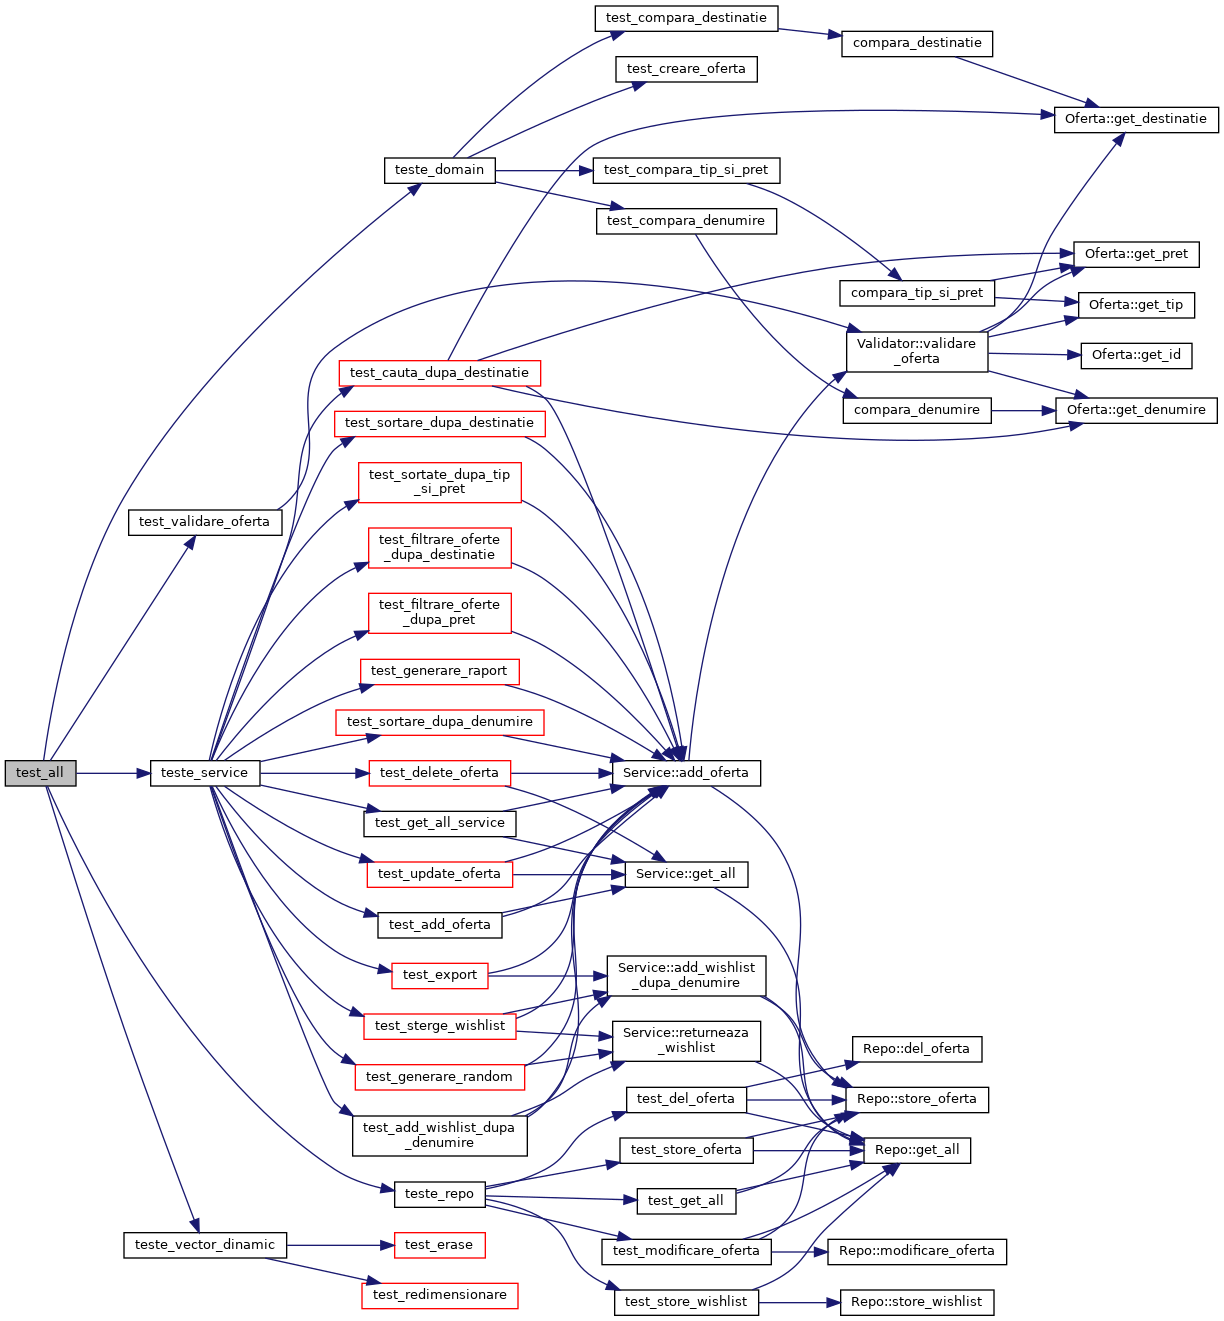 test_compara_destinatie
compara_destinatie
test_creare_oferta
Oferta::get_destinatie
teste_domain
test_compara_tip_si_pret
test_compara_denumire
Oferta::get_pret
compara_tip_si_pret
Oferta::get_tip
Validator::validare
_oferta
Oferta::get_id
test_cauta_dupa_destinatie
compara_denumire
Oferta::get_denumire
test_sortare_dupa_destinatie
test_sortate_dupa_tip
_si_pret
test_validare_oferta
test_filtrare_oferte
_dupa_destinatie
test_filtrare_oferte
_dupa_pret
test_generare_raport
test_sortare_dupa_denumire
test_all
teste_service
test_delete_oferta
Service::add_oferta
test_get_all_service
test_update_oferta
Service::get_all
test_add_oferta
test_export
Service::add_wishlist
_dupa_denumire
test_sterge_wishlist
Service::returneaza
_wishlist
Repo::del_oferta
test_generare_random
test_del_oferta
Repo::store_oferta
test_add_wishlist_dupa
_denumire
test_store_oferta
Repo::get_all
teste_repo
test_get_all
teste_vector_dinamic
test_erase
test_modificare_oferta
Repo::modificare_oferta
test_redimensionare
test_store_wishlist
Repo::store_wishlist